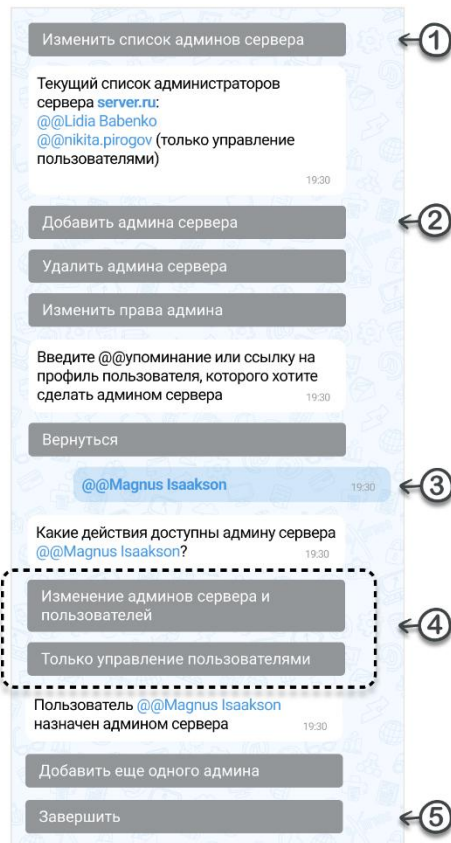 Изменить список админов сервера
1
Текущий список администраторов
сервера server.ru:
@@Lidia Babenko
@@nikita.pirogov (только управление
пользователями)
19:30
Добавить админа сервера
2
Удалить админа сервера
Изменить права админа
Введите @@упоминание или ссылку на
профиль пользователя, которого хотите
сделать админом сервера
19:30
Вернуться
@@Magnus Isaakson
19:30
3
Какие действия доступны админу сервера
@@Magnus Isaakson?
19:30
Изменение админов сервера и
пользователей
4
Только управление пользователями
Пользователь @@Magnus Isaakson
назначен админом сервера
19:30
Добавить еще одного админа
Завершить
5